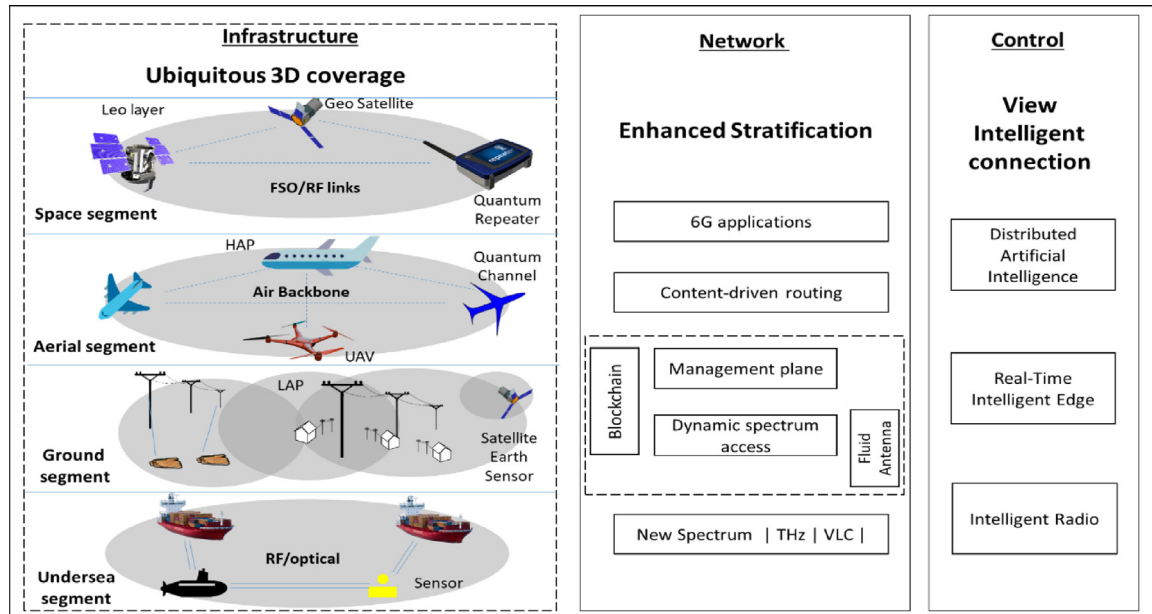 Infrastructure
Ubiquitous 3D coverage
Leo layer
Geo Satellite
repeater
FSO/RF links
Quantum
Repeater
Space segment
HAP
Quantum
Channel
Air Backbone
Aerial segment
UAV
LAP
Satellite
Earth
Sensor
Ground
segment
RF/optical
Sensor
Undersea
segment
Network
Enhanced Stratification
6G applications
Content-driven routing
Blockchain
Management plane
Dynamic spectrum
access
Fluid
Antenna
New Spectrum | THz | VLC |
Control
View
Intelligent
connection
Distributed
Artificial
Intelligence
Real-Time
Intelligent Edge
Intelligent Radio